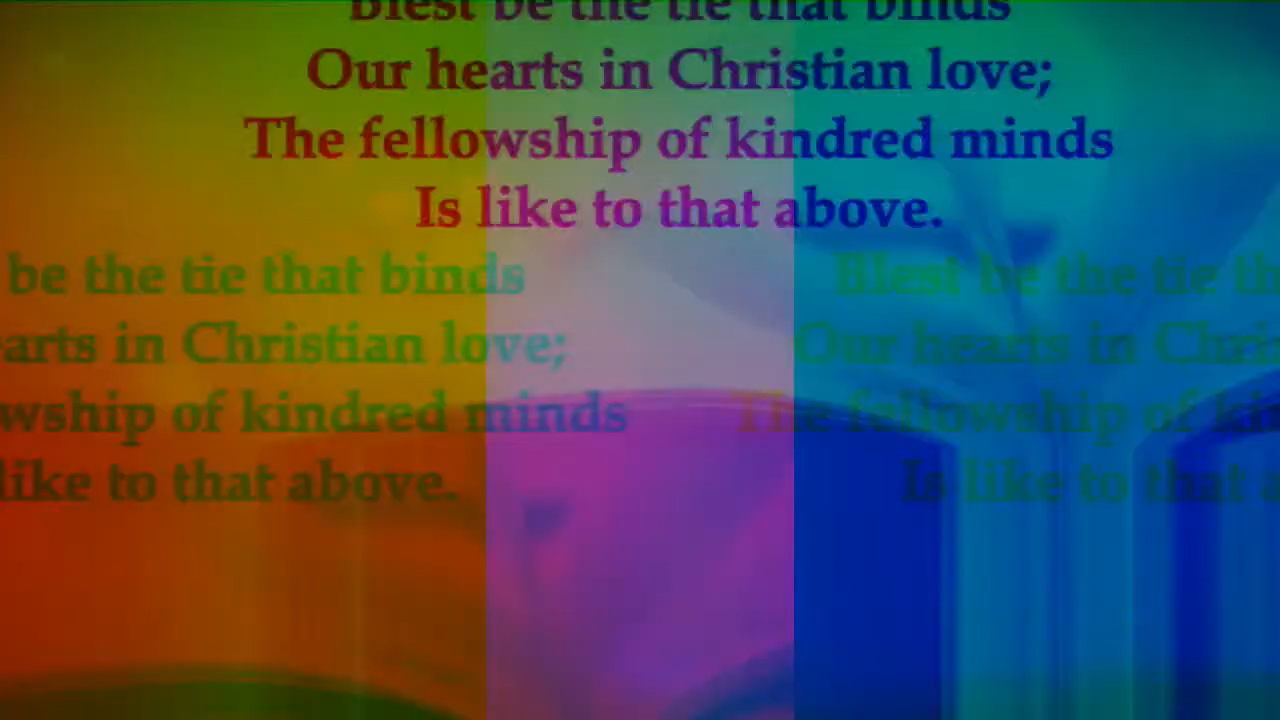 Blest be the tie that binds
Our hearts in Christian love;
The fellowship of kindred minds
Is like to that above.
be the tie that binds
arts in Christian love;
wship of kindred minds
like to that above.
Blest be the tie th
Our hearts in Chri
The fellowship of ki
Is like to that a